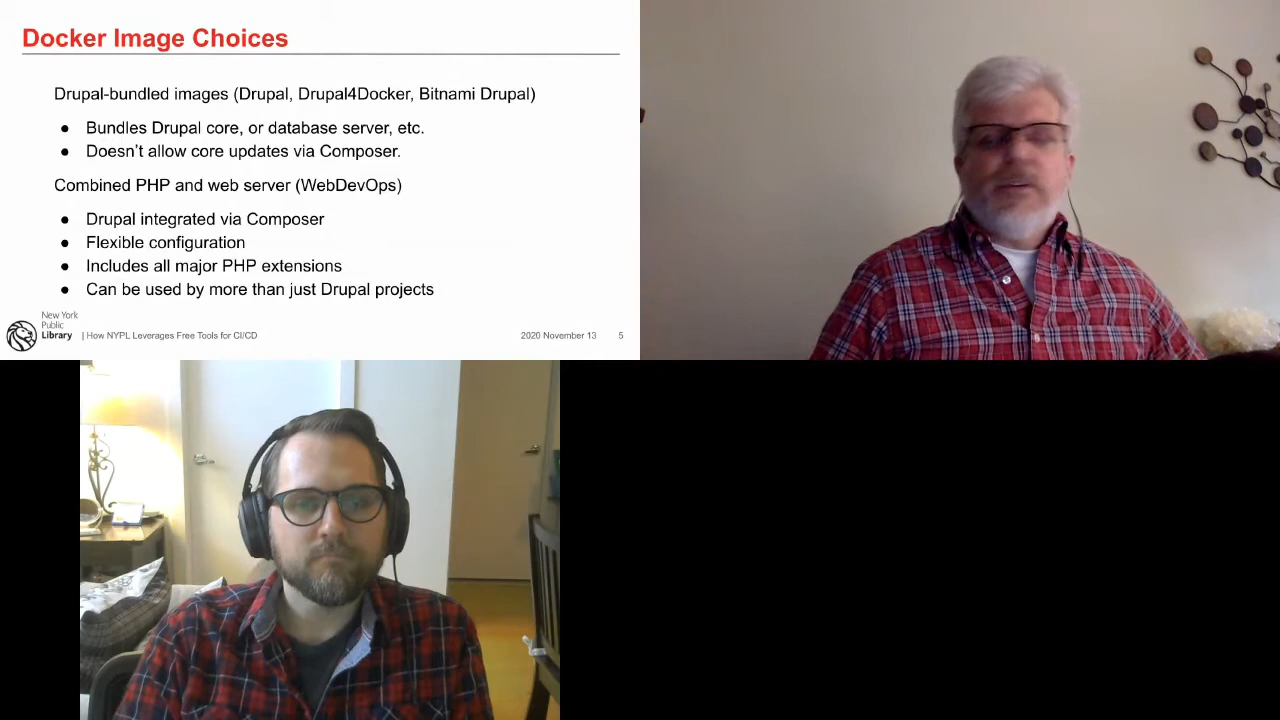 Docker Image Choices
Drupal-bundled images (Drupal, Drupal4Docker, Bitnami Drupal)
● Bundles Drupal core, or database server, etc.
● Doesn't allow core updates via Composer.
Combined PHP and web server (WebDevOps)
● Drupal integrated via Composer
● Flexible configuration
● Includes all major PHP extensions
● Can be used by more than just Drupal projects
New York
Public
Library | How NYPL Leverages Free Tools for CI/CD 2020 November 13 5